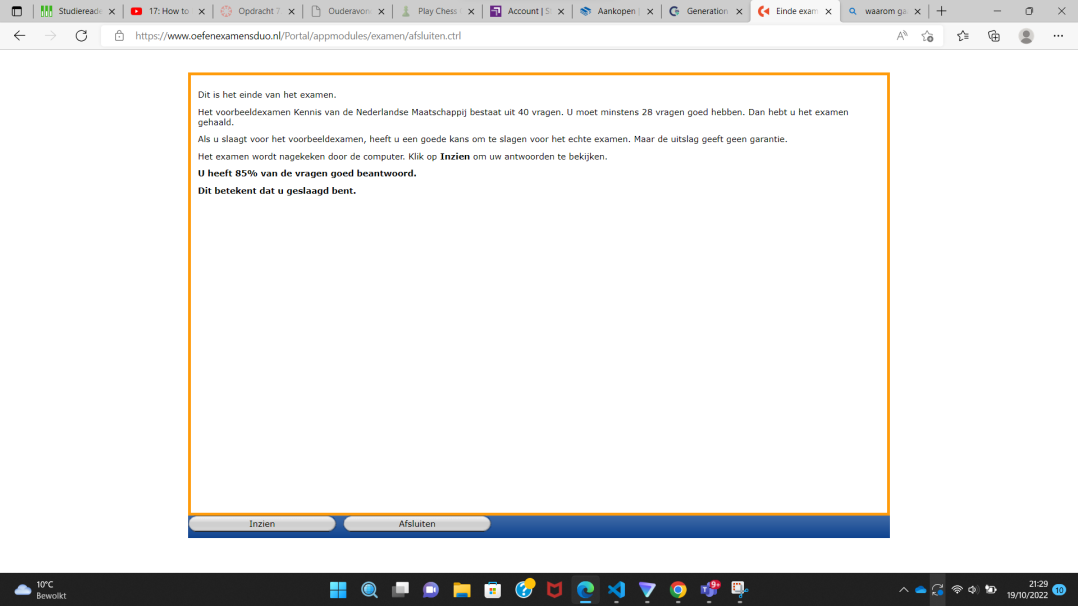 Studiereade
17: How to
Opdracht 7
Ouderavon
Play Chess
Account | S
Aankopen
Generation
Einde exam
waarom ga
https://www.oefenexamensduo.nl/Portal/appmodules/examen/afsluiten.ctrl
Dit is het einde van het examen.
Het voorbeeldexamen Kennis van de Nederlandse Maatschappij bestaat uit 40 vragen. U moet minstens 28 vragen goed hebben. Dan hebt u het examen
gehaald.
Als u slaagt voor het voorbeeldexamen, heeft u een goede kans om te slagen voor het echte examen. Maar de uitslag geeft geen garantie.
Het examen wordt nagekeken door de computer. Klik op Inzien om uw antwoorden te bekijken.
U heeft 85% van de vragen goed beantwoord.
Dit betekent dat u geslaagd bent.
Inzien
Afsluiten
10°C
Bewolkt
9+
21:29
19/10/2022
10